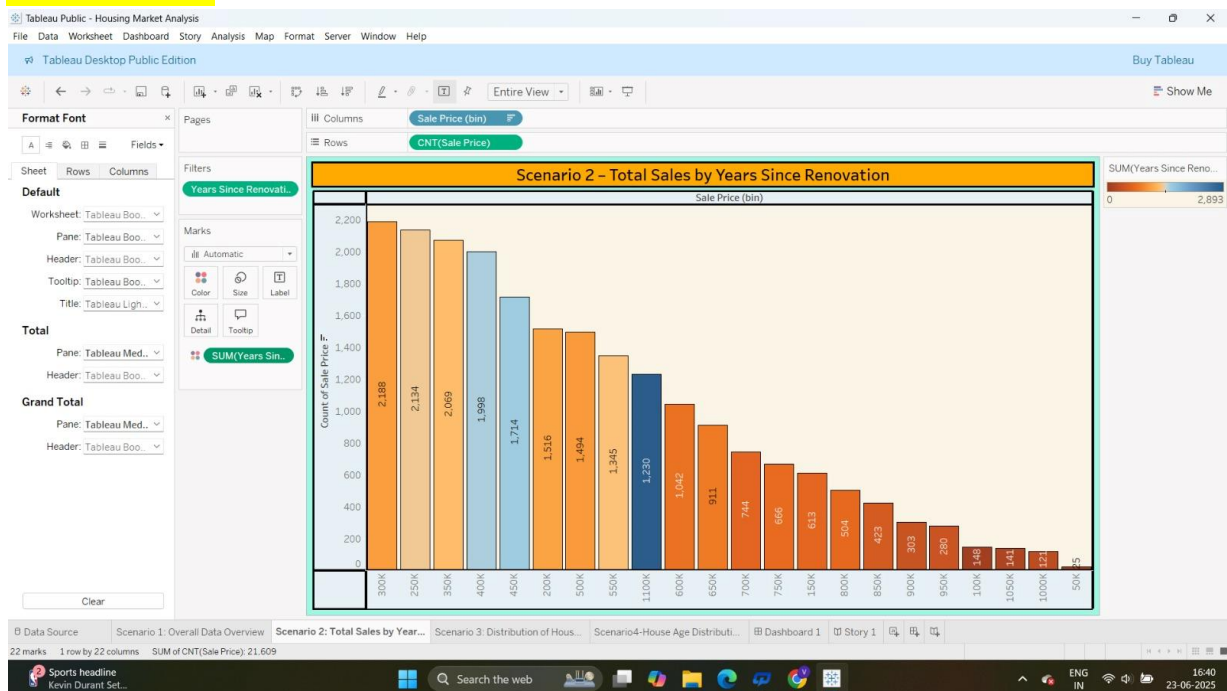 Tableau Public - Housing Market Analysis
File Data Worksheet Dashboard Story Analysis Map Format Server Window Help
Tableau Desktop Public Edition
Buy Tableau
Entire View
Show Me
Format Font
Fields
Sheet Rows Columns
Default
Worksheet: Tableau Boo..
Pane: Tableau Boo..
Header: Tableau Boo..
Tooltip: Tableau Boo..
Title: Tableau Ligh..
Total
Pane: Tableau Med..
Header: Tableau Boo..
Grand Total
Pane: Tableau Med..
Header: Tableau Boo..
Clear
Pages
Filters
Years Since Renovati..
Marks
Automatic
Color Size Label
Detail Tooltip
SUM(Years Sin..
Columns Sale Price (bin)
Rows CNT(Sale Price)
Scenario 2 – Total Sales by Years Since Renovation
Sale Price (bin)
Count of Sale Price
2,200
2,000
1,800
1,600
1,400
1,200
1,000
800
600
400
200
0
2,188 2,134 2,069 1,998 1,714 1,516 1,494 1,345 1,230 1,042 911 744 666 613 504 423 303 280 148 141 121 25
300K 250K 350K 400K 450K 200K 500K 550K 1100K 600K 650K 700K 750K 150K 800K 850K 900K 950K 100K 1050K 1000K 50K
SUM(Years Since Reno...
0 2,893
Data Source Scenario 1: Overall Data Overview Scenario 2: Total Sales by Year... Scenario 3: Distribution of Hous... Scenario4-House Age Distributi... Dashboard 1 Story 1
22 marks 1 row by 22 columns SUM of CNT(Sale Price): 21,609
2
Sports headline
Kevin Durant Set...
Search the web
ENG
IN
16:40
23-06-2025